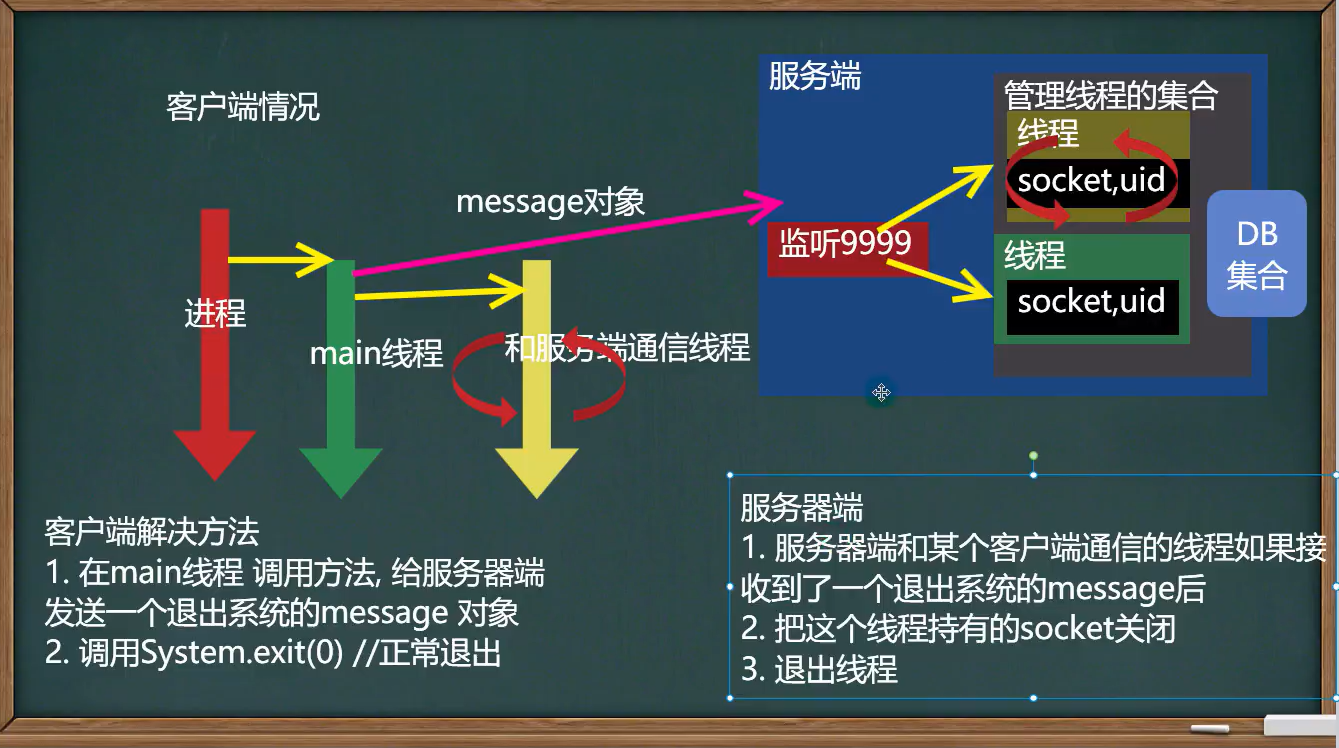 客户端情况
服务端
管理线程的集合
线程
socket,uid
线程
socket,uid
DB
集合
监听9999
message对象
进程
main线程
和服务端通信线程
客户端解决方法
1. 在main线程 调用方法, 给服务器端
发送一个退出系统的message 对象
2. 调用System.exit(0) //正常退出
服务器端
1. 服务器端和某个客户端通信的线程如果接
收到了一个退出系统的message后
2. 把这个线程持有的socket关闭
3. 退出线程